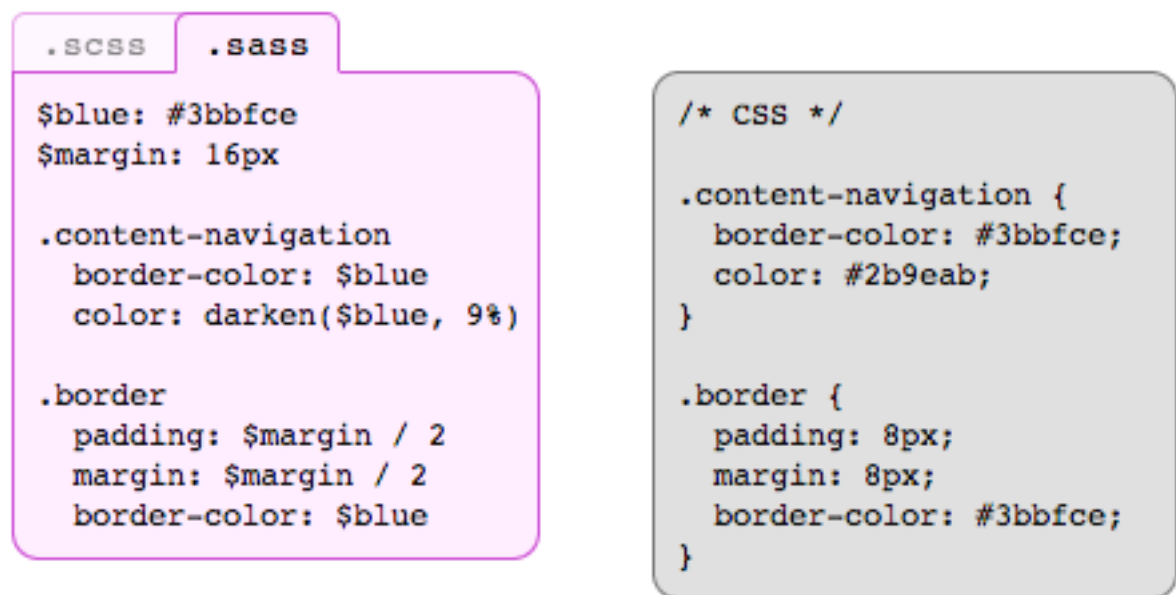 .scss .sass
$blue: #3bbfce
$margin: 16px
.content-navigation
  border-color: $blue
  color: darken($blue, 9%)
.border
  padding: $margin / 2
  margin: $margin / 2
  border-color: $blue
/* CSS */
.content-navigation {
  border-color: #3bbfce;
  color: #2b9eab;
}
.border {
  padding: 8px;
  margin: 8px;
  border-color: #3bbfce;
}